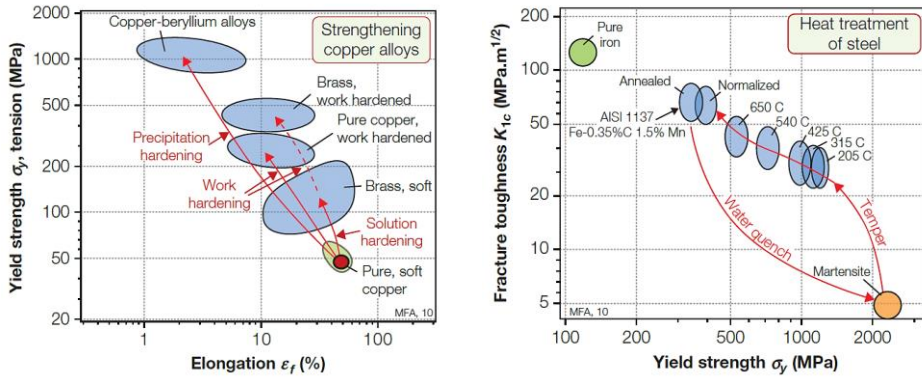 Copper-beryllium alloys
Strengthening
copper alloys
Brass,
work hardened
Pure copper,
work hardened
Precipitation
hardening
Work
hardening
Brass, soft
Solution
hardening
Pure, soft
copper
MFA, 10
Yield strength σy, tension (MPa)
1000
500
200
100
50
20
1
10
100
Elongation εf (%)
Pure
iron
Heat treatment
of steel
Annealed
Normalized
AISI 1137
Fe-0.35%C 1.5% Mn
650 C
540 C
425 C
315 C
205 C
Water quench
Temper
Martensite
MFA, 10
Fracture toughness K1c (MPa.m1/2)
200
100
50
20
10
5
100
200
500
1000
2000
Yield strength σy (MPa)